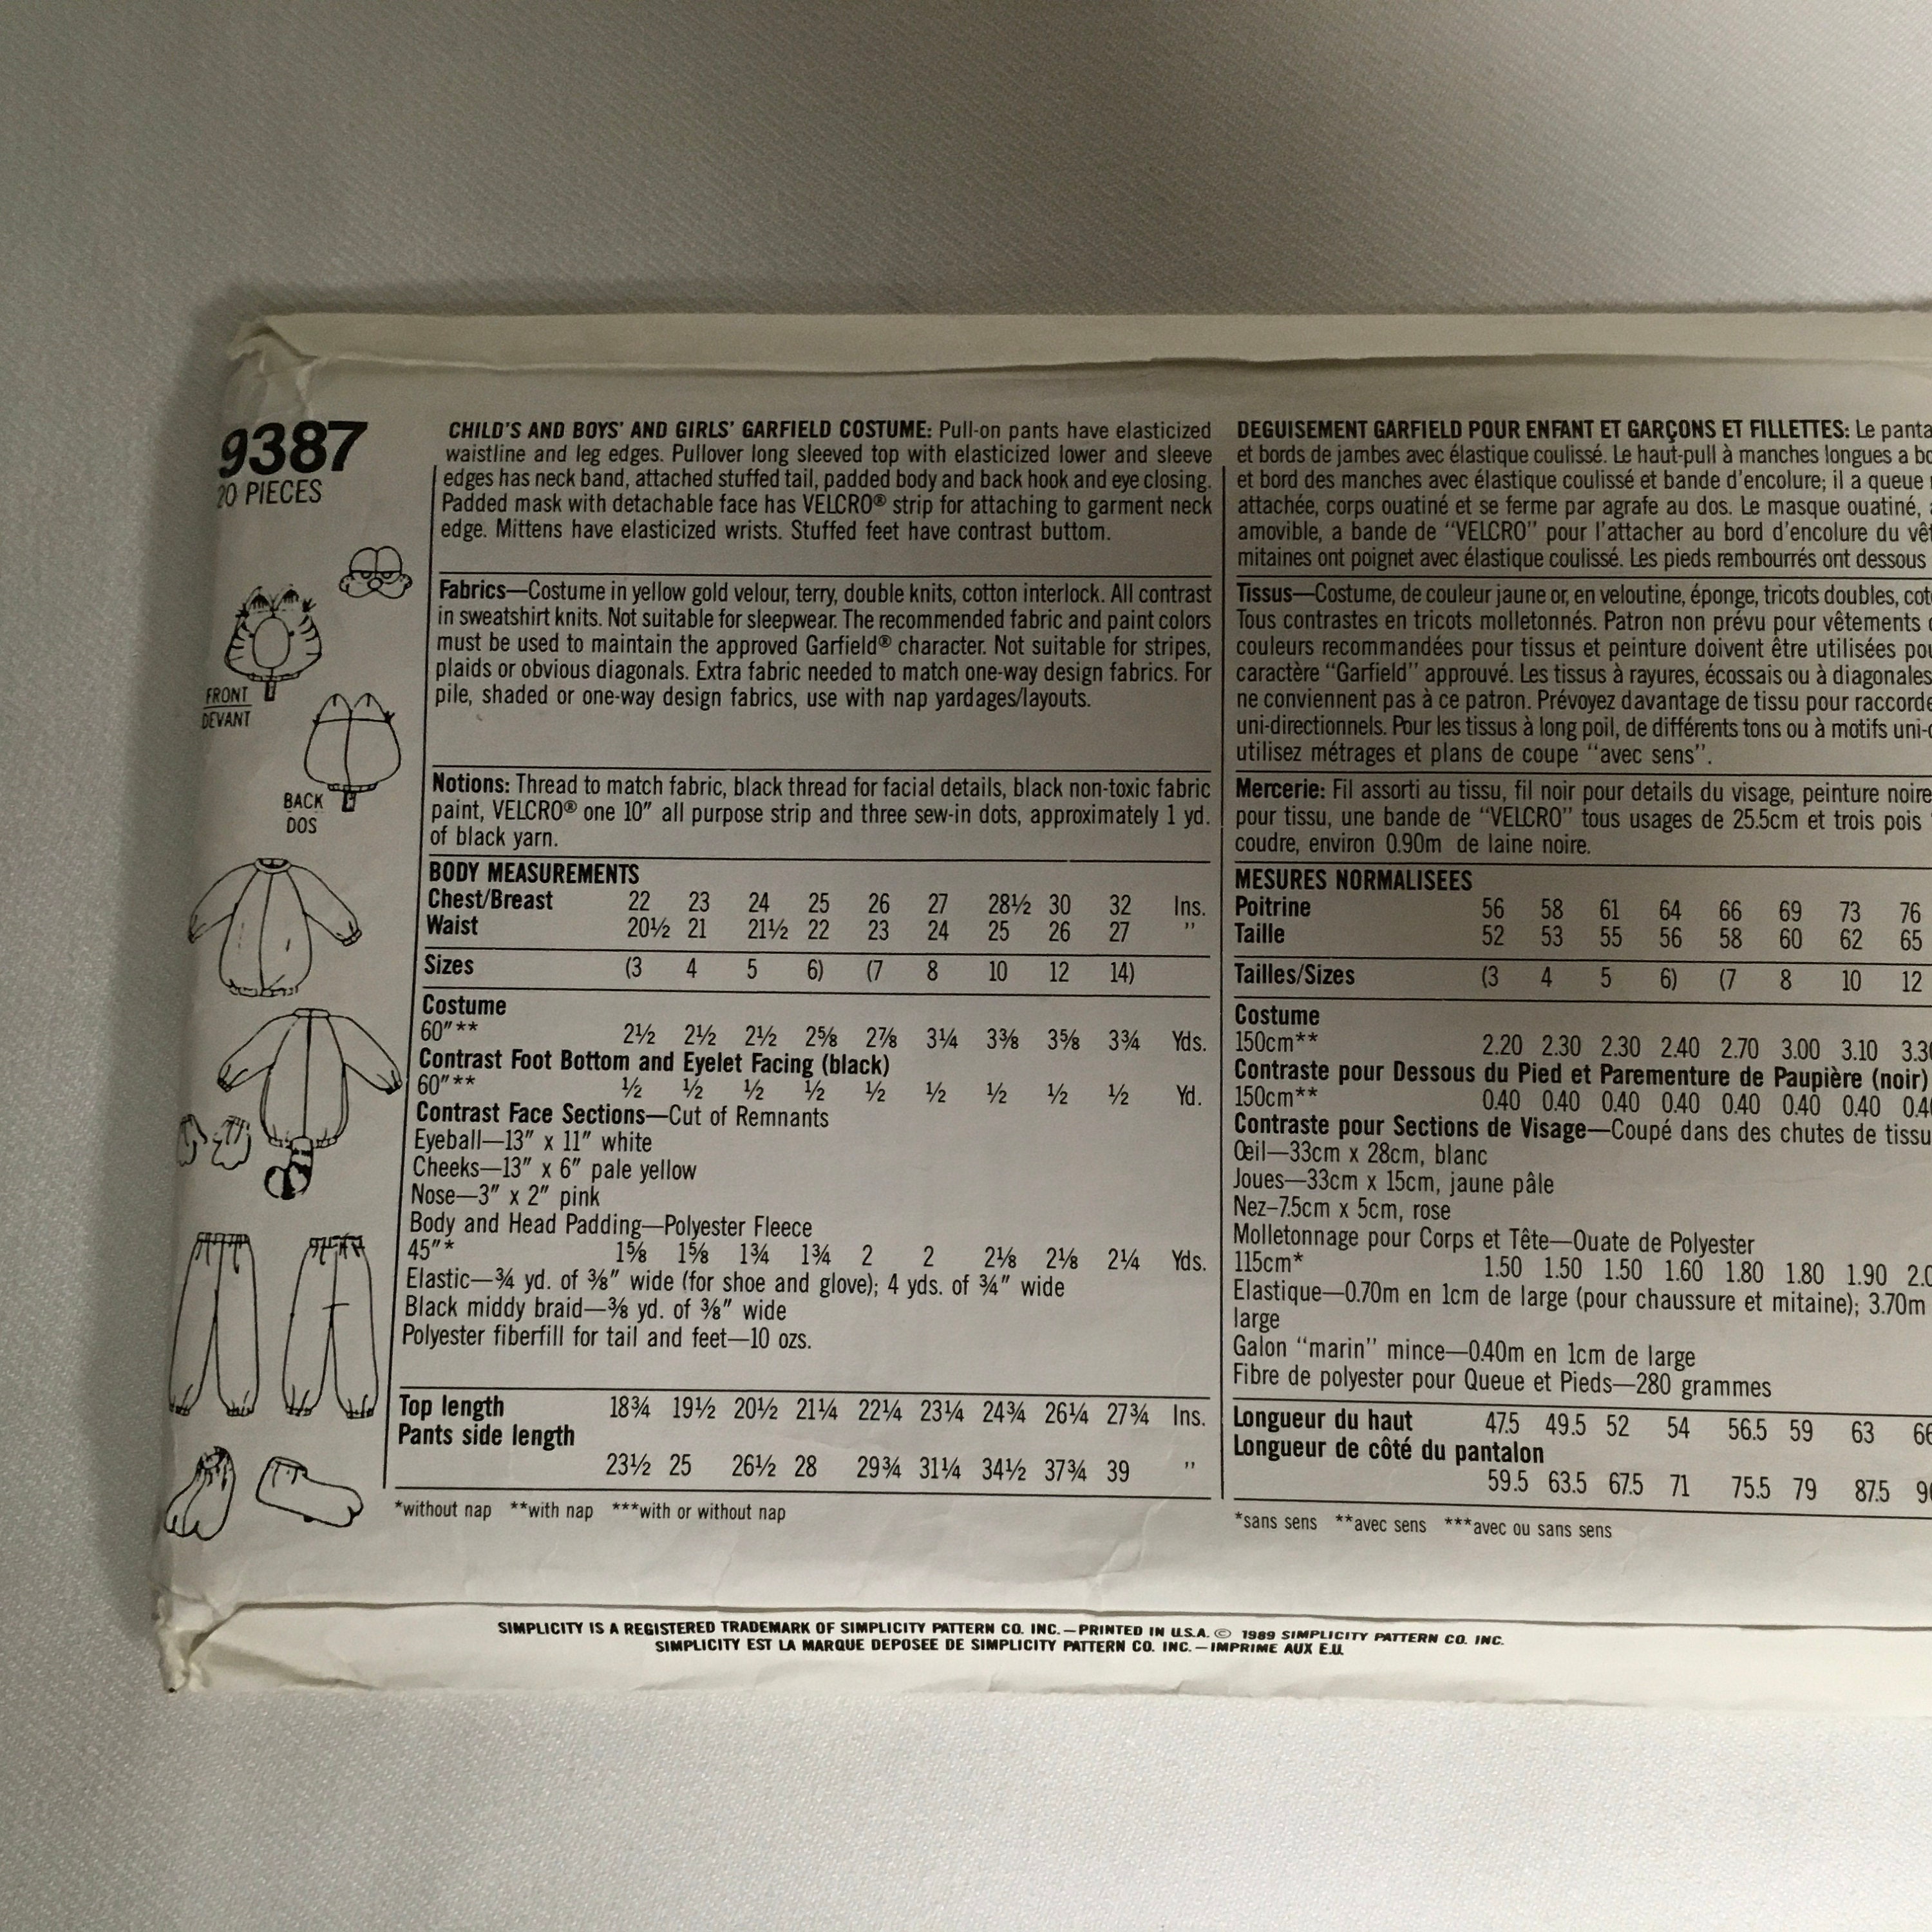 9387
20 PIECES
FRONT
DEVANT
BACK
DOS
CHILD'S AND BOYS' AND GIRLS' GARFIELD COSTUME: Pull-on pants have elasticized
waistline and leg edges. Pullover long sleeved top with elasticized lower and sleeve
edges has neck band, attached stuffed tail, padded body and back hook and eye closing.
Padded mask with detachable face has VELCRO® strip for attaching to garment neck
edge. Mittens have elasticized wrists. Stuffed feet have contrast buttom.
Fabrics—Costume in yellow gold velour, terry, double knits, cotton interlock. All contrast
in sweatshirt knits. Not suitable for sleepwear. The recommended fabric and paint colors
must be used to maintain the approved Garfield® character. Not suitable for stripes,
plaids or obvious diagonals. Extra fabric needed to match one-way design fabrics. For
pile, shaded or one-way design fabrics, use with nap yardages/layouts.
Notions: Thread to match fabric, black thread for facial details, black non-toxic fabric
paint, VELCRO® one 10" all purpose strip and three sew-in dots, approximately 1 yd.
of black yarn.
BODY MEASUREMENTS
Chest/Breast 22 23 24 25 26 27 28½ 30 32 Ins.
Waist 20½ 21 21½ 22 23 24 25 26 27 "
Sizes (3 4 5 6) (7 8 10 12 14)
Costume
60"** 2½ 2½ 2½ 2⅝ 2⅞ 3¼ 3⅜ 3⅝ 3¾ Yds.
Contrast Foot Bottom and Eyelet Facing (black)
60"** ½ ½ ½ ½ ½ ½ ½ ½ ½ Yd.
Contrast Face Sections—Cut of Remnants
Eyeball—13" x 11" white
Cheeks—13" x 6" pale yellow
Nose—3" x 2" pink
Body and Head Padding—Polyester Fleece
45"* 1⅝ 1⅝ 1¾ 1¾ 2 2 2⅛ 2⅛ 2¼ Yds.
Elastic—¾ yd. of ⅜" wide (for shoe and glove); 4 yds. of ¾" wide
Black middy braid—⅜ yd. of ⅜" wide
Polyester fiberfill for tail and feet—10 ozs.
Top length 18¾ 19½ 20½ 21¼ 22¼ 23¼ 24¾ 26¼ 27¾ Ins.
Pants side length
23½ 25 26½ 28 29¾ 31¼ 34½ 37¾ 39 "
*without nap **with nap ***with or without nap
DEGUISEMENT GARFIELD POUR ENFANT ET GARÇONS ET FILLETTES: Le panta
et bords de jambes avec élastique coulissé. Le haut-pull à manches longues a bo
et bord des manches avec élastique coulissé et bande d'encolure; il a queue
attachée, corps ouatiné et se ferme par agrafe au dos. Le masque ouatiné,
amovible, a bande de "VELCRO" pour l'attacher au bord d'encolure du vêt
mitaines ont poignet avec élastique coulissé. Les pieds rembourrés ont dessous
Tissus—Costume, de couleur jaune or, en veloutine, éponge, tricots doubles, cot
Tous contrastes en tricots molletonnés. Patron non prévu pour vêtements
couleurs recommandées pour tissus et peinture doivent être utilisées pou
caractère "Garfield" approuvé. Les tissus à rayures, écossais ou à diagonales
ne conviennent pas à ce patron. Prévoyez davantage de tissu pour raccorde
uni-directionnels. Pour les tissus à long poil, de différents tons ou à motifs uni-
utilisez métrages et plans de coupe "avec sens".
Mercerie: Fil assorti au tissu, fil noir pour details du visage, peinture noire
pour tissu, une bande de "VELCRO" tous usages de 25.5cm et trois pois
coudre, environ 0.90m de laine noire.
MESURES NORMALISEES
Poitrine 56 58 61 64 66 69 73 76
Taille 52 53 55 56 58 60 62 65
Tailles/Sizes (3 4 5 6) (7 8 10 12
Costume
150cm** 2.20 2.30 2.30 2.40 2.70 3.00 3.10 3.3
Contraste pour Dessous du Pied et Parementure de Paupière (noir)
150cm** 0.40 0.40 0.40 0.40 0.40 0.40 0.40 0.4
Contraste pour Sections de Visage—Coupé dans des chutes de tissu
Œil—33cm x 28cm, blanc
Joues—33cm x 15cm, jaune pâle
Nez—7.5cm x 5cm, rose
Molletonnage pour Corps et Tête—Ouate de Polyester
115cm* 1.50 1.50 1.50 1.60 1.80 1.80 1.90 2.0
Elastique—0.70m en 1cm de large (pour chaussure et mitaine); 3.70m
large
Galon "marin" mince—0.40m en 1cm de large
Fibre de polyester pour Queue et Pieds—280 grammes
Longueur du haut 47.5 49.5 52 54 56.5 59 63 66
Longueur de côté du pantalon
59.5 63.5 67.5 71 75.5 79 87.5 9
*sans sens **avec sens ***avec ou sans sens
SIMPLICITY IS A REGISTERED TRADEMARK OF SIMPLICITY PATTERN CO. INC.—PRINTED IN U.S.A. © 1989 SIMPLICITY PATTERN CO. INC.
SIMPLICITY EST LA MARQUE DEPOSEE DE SIMPLICITY PATTERN CO. INC.—IMPRIME AUX E.U.